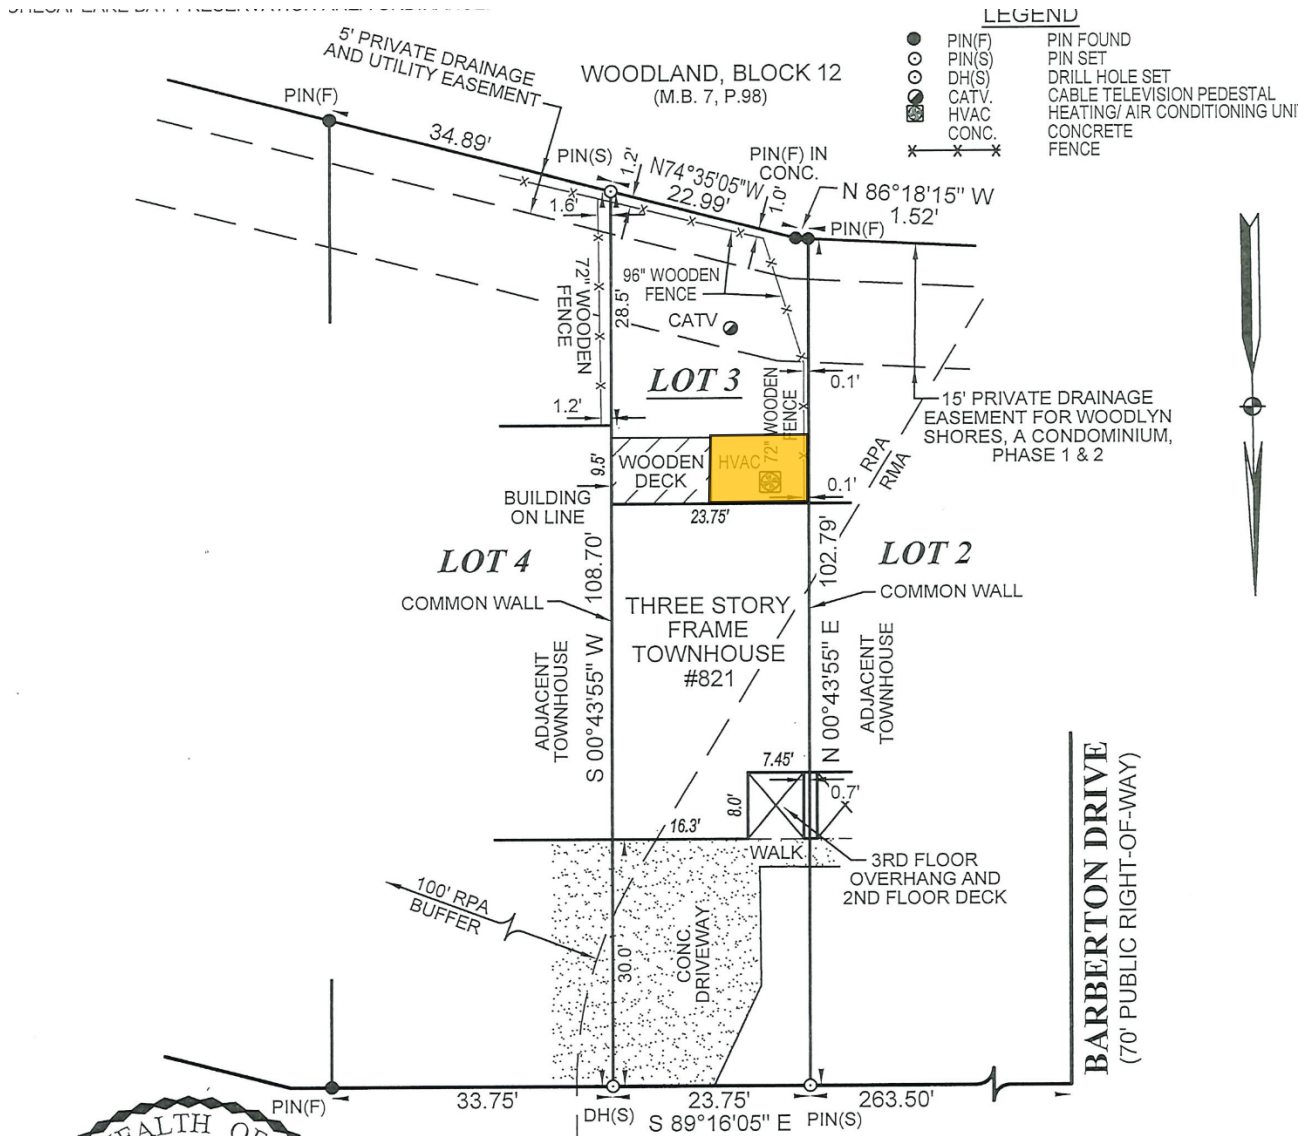 LEGEND
PIN(F) PIN FOUND
PIN(S) PIN SET
DH(S) DRILL HOLE SET
CATV. CABLE TELEVISION PEDESTAL
HVAC HEATING/ AIR CONDITIONING UNI
CONC. CONCRETE
FENCE
5' PRIVATE DRAINAGE
AND UTILITY EASEMENT
WOODLAND, BLOCK 12
(M.B. 7, P.98)
PIN(F)
34.89'
PIN(S)
1.2'
N74°35'05"W
22.99'
PIN(F) IN
CONC.
1.0'
N 86°18'15" W
1.52'
PIN(F)
1.6'
72" WOODEN
FENCE
28.5'
96" WOODEN
FENCE
CATV
LOT 3
72" WOODEN
FENCE
0.1'
15' PRIVATE DRAINAGE
EASEMENT FOR WOODLYN
SHORES, A CONDOMINIUM,
PHASE 1 & 2
1.2'
9.5'
WOODEN
DECK
HVAC
0.1'
RPA
RMA
BUILDING
ON LINE
23.75'
LOT 4
108.70'
102.79'
LOT 2
COMMON WALL
COMMON WALL
THREE STORY
FRAME
TOWNHOUSE
#821
ADJACENT
TOWNHOUSE
S 00°43'55" W
N 00°43'55" E
ADJACENT
TOWNHOUSE
7.45'
8.0'
0.7'
16.3'
WALK
3RD FLOOR
OVERHANG AND
2ND FLOOR DECK
100' RPA
BUFFER
30.0'
CONC.
DRIVEWAY
BARBERTON DRIVE
(70' PUBLIC RIGHT-OF-WAY)
PIN(F)
33.75'
DH(S)
23.75'
S 89°16'05" E
PIN(S)
263.50'
EALTH OF